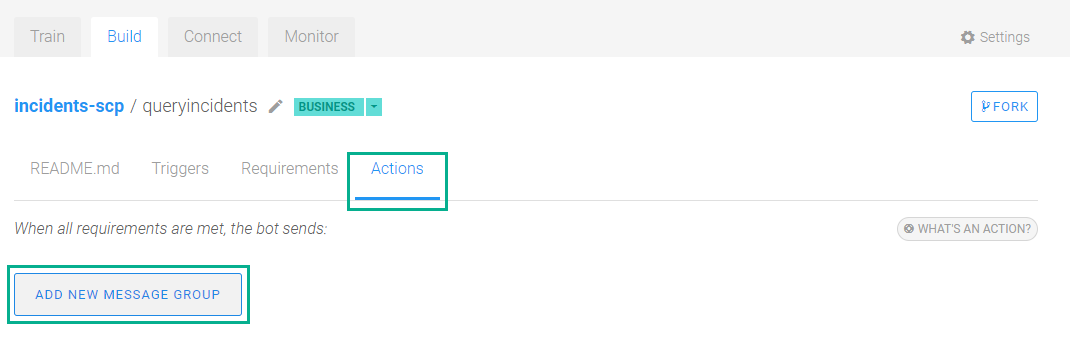 Train Build Connect Monitor Settings
incidents-scp / queryincidents BUSINESS FORK
README.md Triggers Requirements Actions
When all requirements are met, the bot sends: WHAT'S AN ACTION?
ADD NEW MESSAGE GROUP